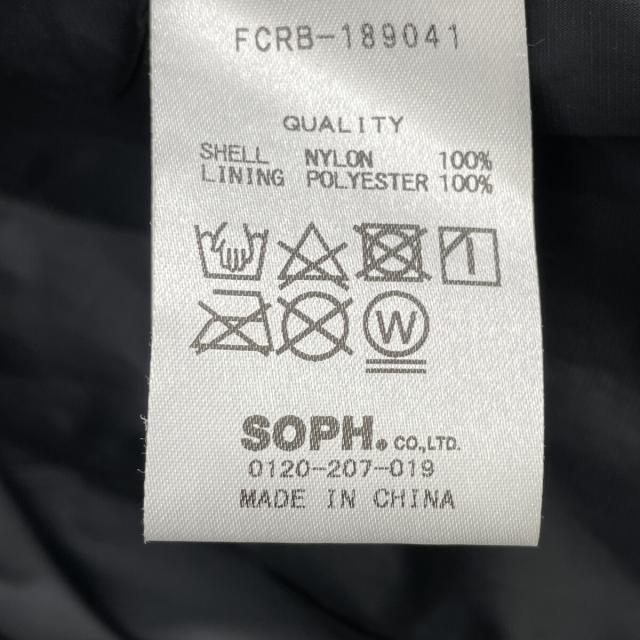 FCRB-189041
QUALITY
SHELL NYLON 100%
LINING POLYESTER 100%
W
SOPH. CO.,LTD.
0120-207-019
MADE IN CHINA